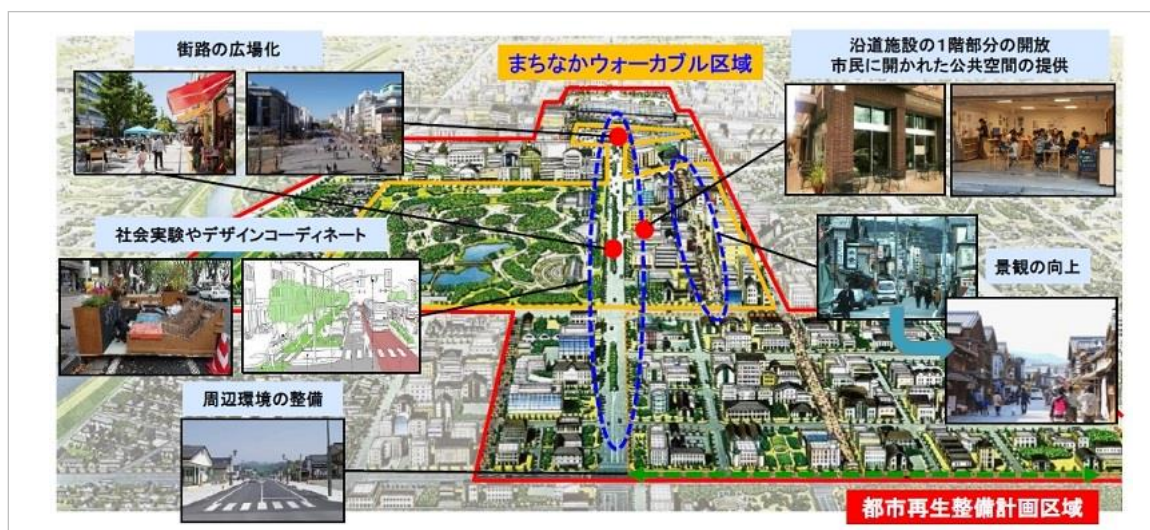 街路の広場化
まちなかウォーカブル区域
沿道施設の1階部分の開放
市民に開かれた公共空間の提供
社会実験やデザインコーディネート
景観の向上
周辺環境の整備
都市再生整備計画区域